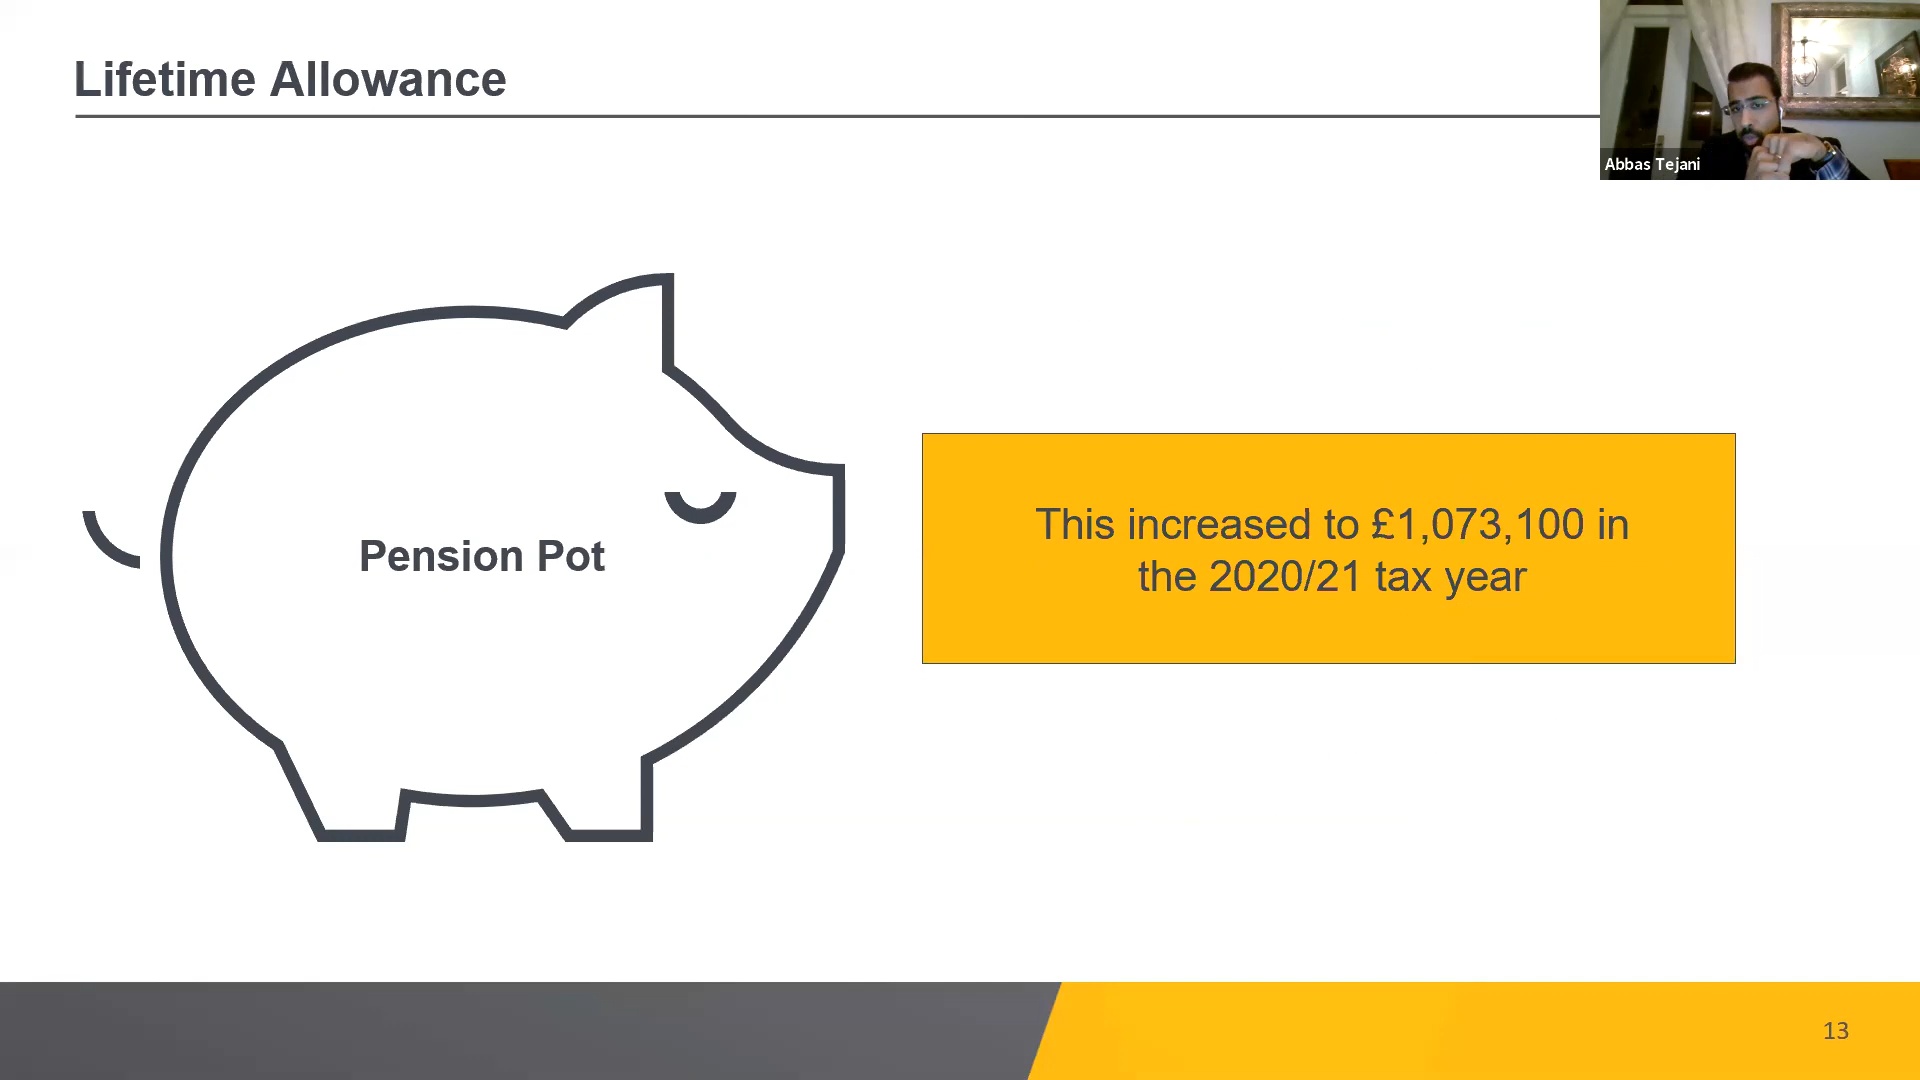 Lifetime Allowance
Abbas Tejani
Pension Pot
This increased to £1,073,100 in
the 2020/21 tax year
13